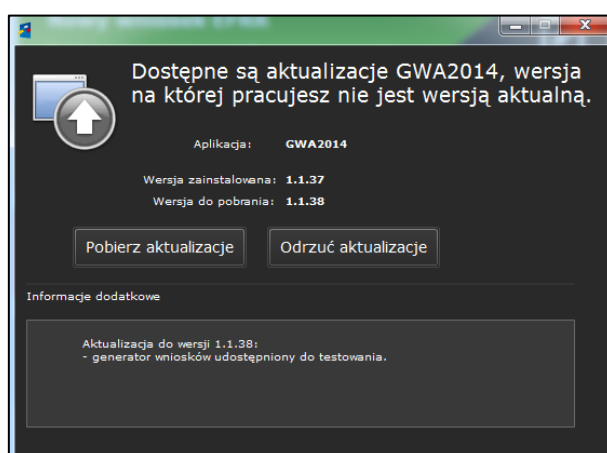 Dostępne są aktualizacje GWA2014, wersja
na której pracujesz nie jest wersją aktualną.
Aplikacja: GWA2014
Wersja zainstalowana: 1.1.37
Wersja do pobrania: 1.1.38
Pobierz aktualizacje Odrzuć aktualizacje
Informacje dodatkowe
Aktualizacja do wersji 1.1.38:
- generator wniosków udostępniony do testowania.